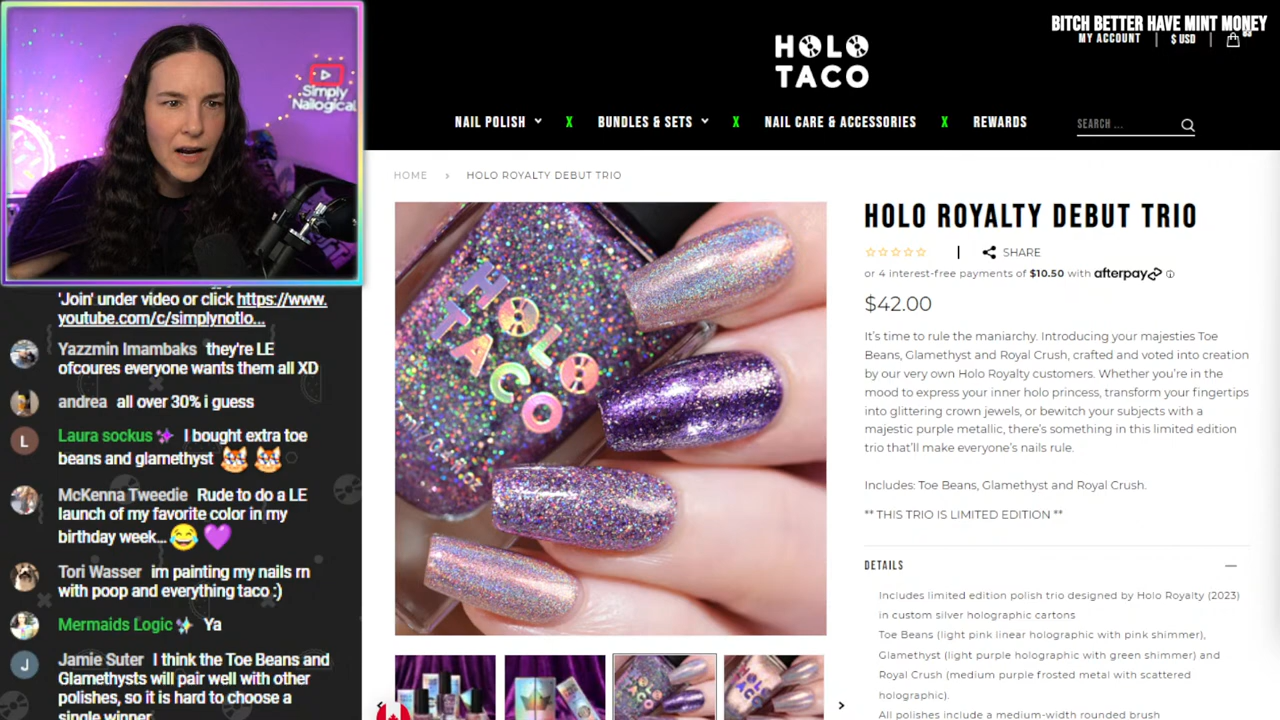 Simply
Nailogical
'Join' under video or click https://www.
youtube.com/c/simplynotlo...
Yazzmin Imambaks they're LE
ofcoures everyone wants them all XD
andrea all over 30% i guess
Laura sockus I bought extra toe
beans and glamethyst
McKenna Tweedie Rude to do a LE
launch of my favorite color in my
birthday week...
Tori Wasser im painting my nails rn
with poop and everything taco :)
Mermaids Logic Ya
Jamie Suter I think the Toe Beans and
Glamethysts will pair well with other
polishes, so it is hard to choose a
single winner
BITCH BETTER HAVE MINT MONEY
MY ACCOUNT | $ USD |
HOLO
TACO
NAIL POLISH X BUNDLES & SETS X NAIL CARE & ACCESSORIES X REWARDS
SEARCH ...
HOME › HOLO ROYALTY DEBUT TRIO
HOLO
TACO
HOLO ROYALTY DEBUT TRIO
| SHARE
or 4 interest-free payments of $10.50 with afterpay
$42.00
It's time to rule the maniarchy. Introducing your majesties Toe
Beans, Glamethyst and Royal Crush, crafted and voted into creation
by our very own Holo Royalty customers. Whether you're in the
mood to express your inner holo princess, transform your fingertips
into glittering crown jewels, or bewitch your subjects with a
majestic purple metallic, there's something in this limited edition
trio that'll make everyone's nails rule.
Includes: Toe Beans, Glamethyst and Royal Crush.
** THIS TRIO IS LIMITED EDITION **
DETAILS
Includes limited edition polish trio designed by Holo Royalty (2023)
in custom silver holographic cartons
Toe Beans (light pink linear holographic with pink shimmer),
Glamethyst (light purple holographic with green shimmer) and
Royal Crush (medium purple frosted metal with scattered
holographic).
All polishes include a medium-width rounded brush